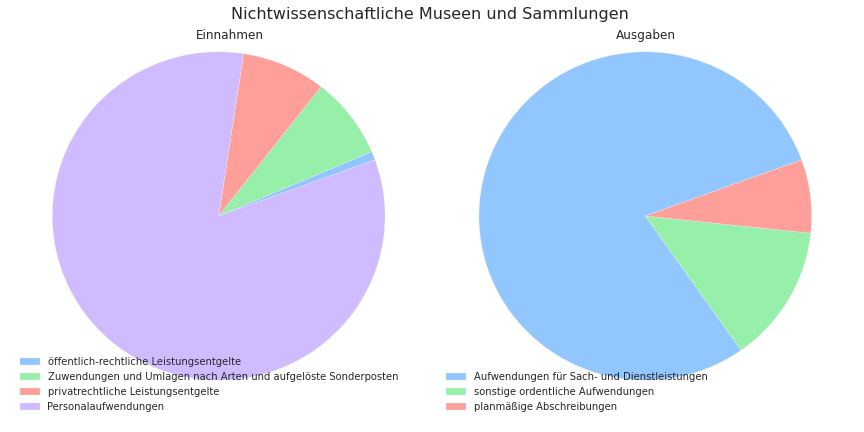 Nichtwissenschaftliche Museen und Sammlungen
Einnahmen
öffentlich-rechtliche Leistungsentgelte
Zuwendungen und Umlagen nach Arten und aufgelöste Sonderposten
privatrechtliche Leistungsentgelte
Personalaufwendungen
Ausgaben
Aufwendungen für Sach- und Dienstleistungen
sonstige ordentliche Aufwendungen
planmäßige Abschreibungen